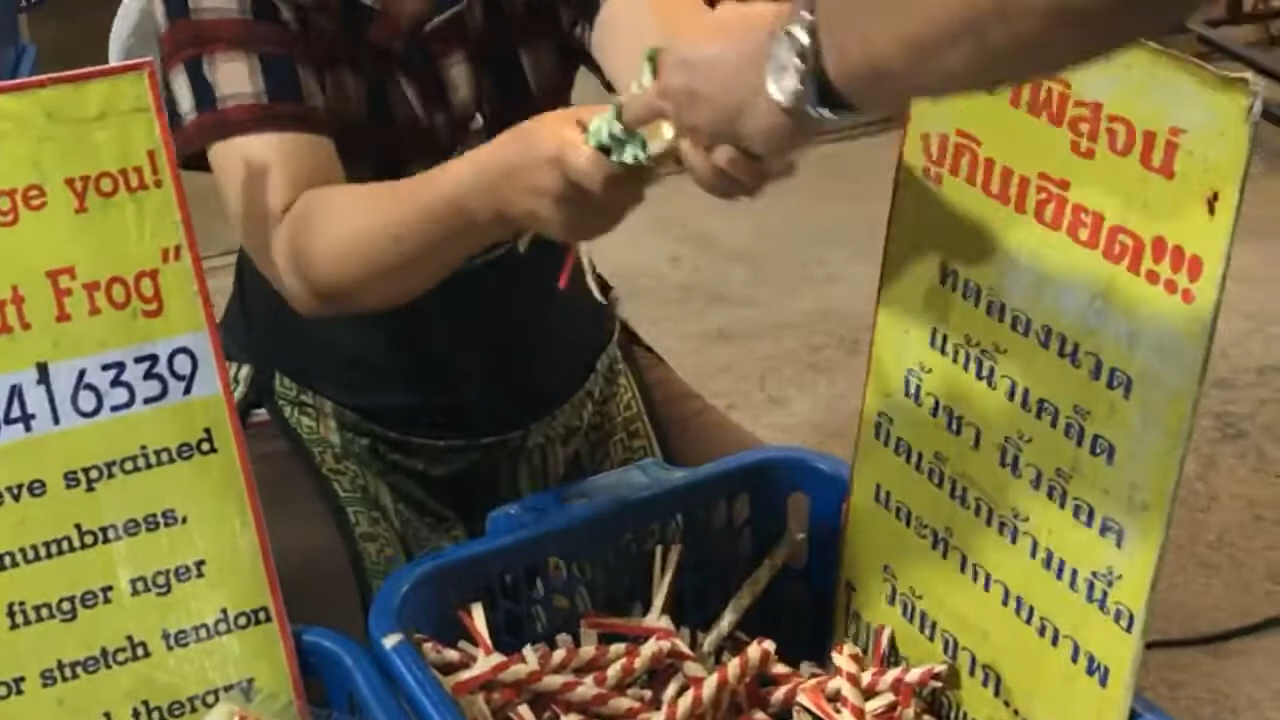 ge you!
rt Frog”
416339
eve sprained
numbness,
finger nger
or stretch tendon
therapy
พิสูจน์
งูกินเขียด!!!
ทดลองนวด
แก้นิ้วเคล็ด
นิ้วชา นิ้วล็อค
ยืดเอ็นกล้ามเนื้อ
และทำกายภาพ
วิจัยจาก...